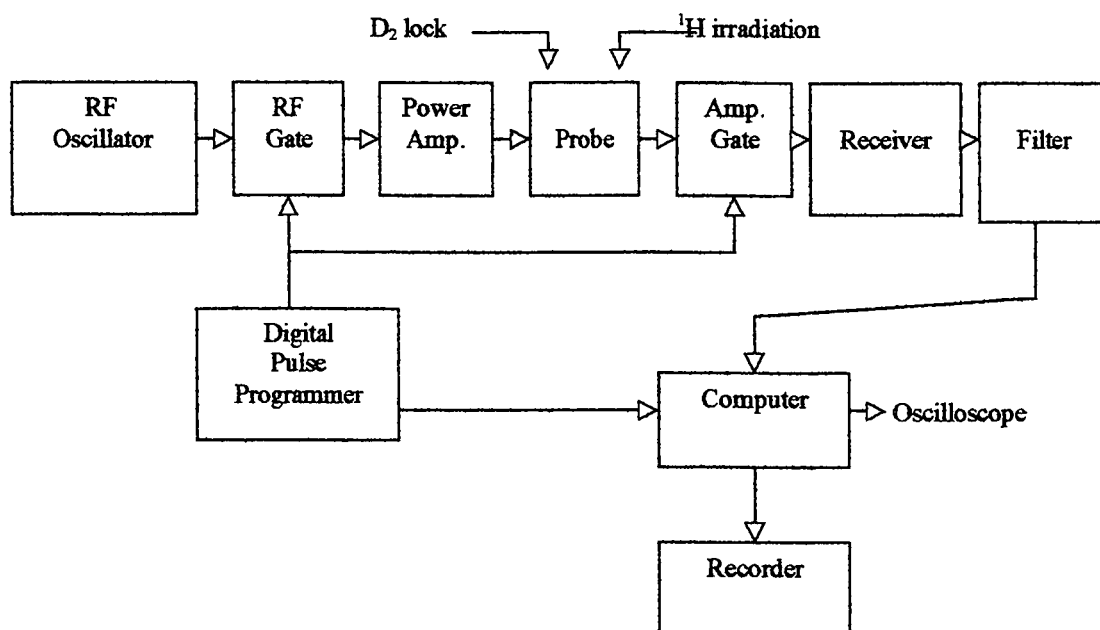 D₂ lock
¹H irradiation
RF
Oscillator
RF
Gate
Power
Amp.
Probe
Amp.
Gate
Receiver
Filter
Digital
Pulse
Programmer
Computer
Oscilloscope
Recorder